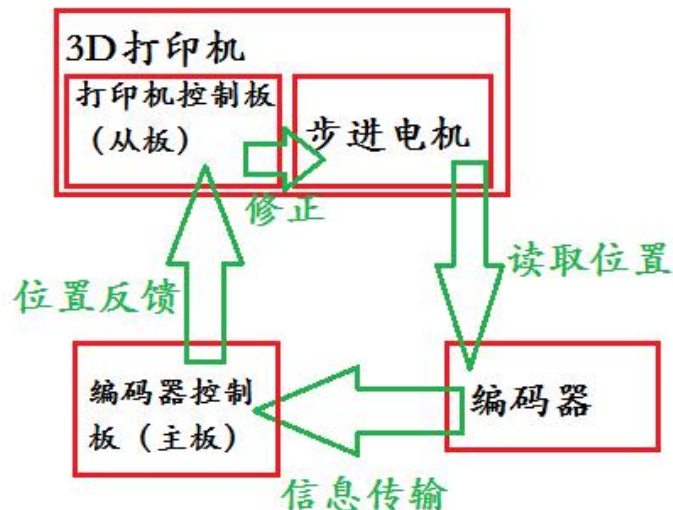 3D打印机
打印机控制板
（从板）
步进电机
修正
读取位置
位置反馈
编码器控制
板（主板）
编码器
信息传输